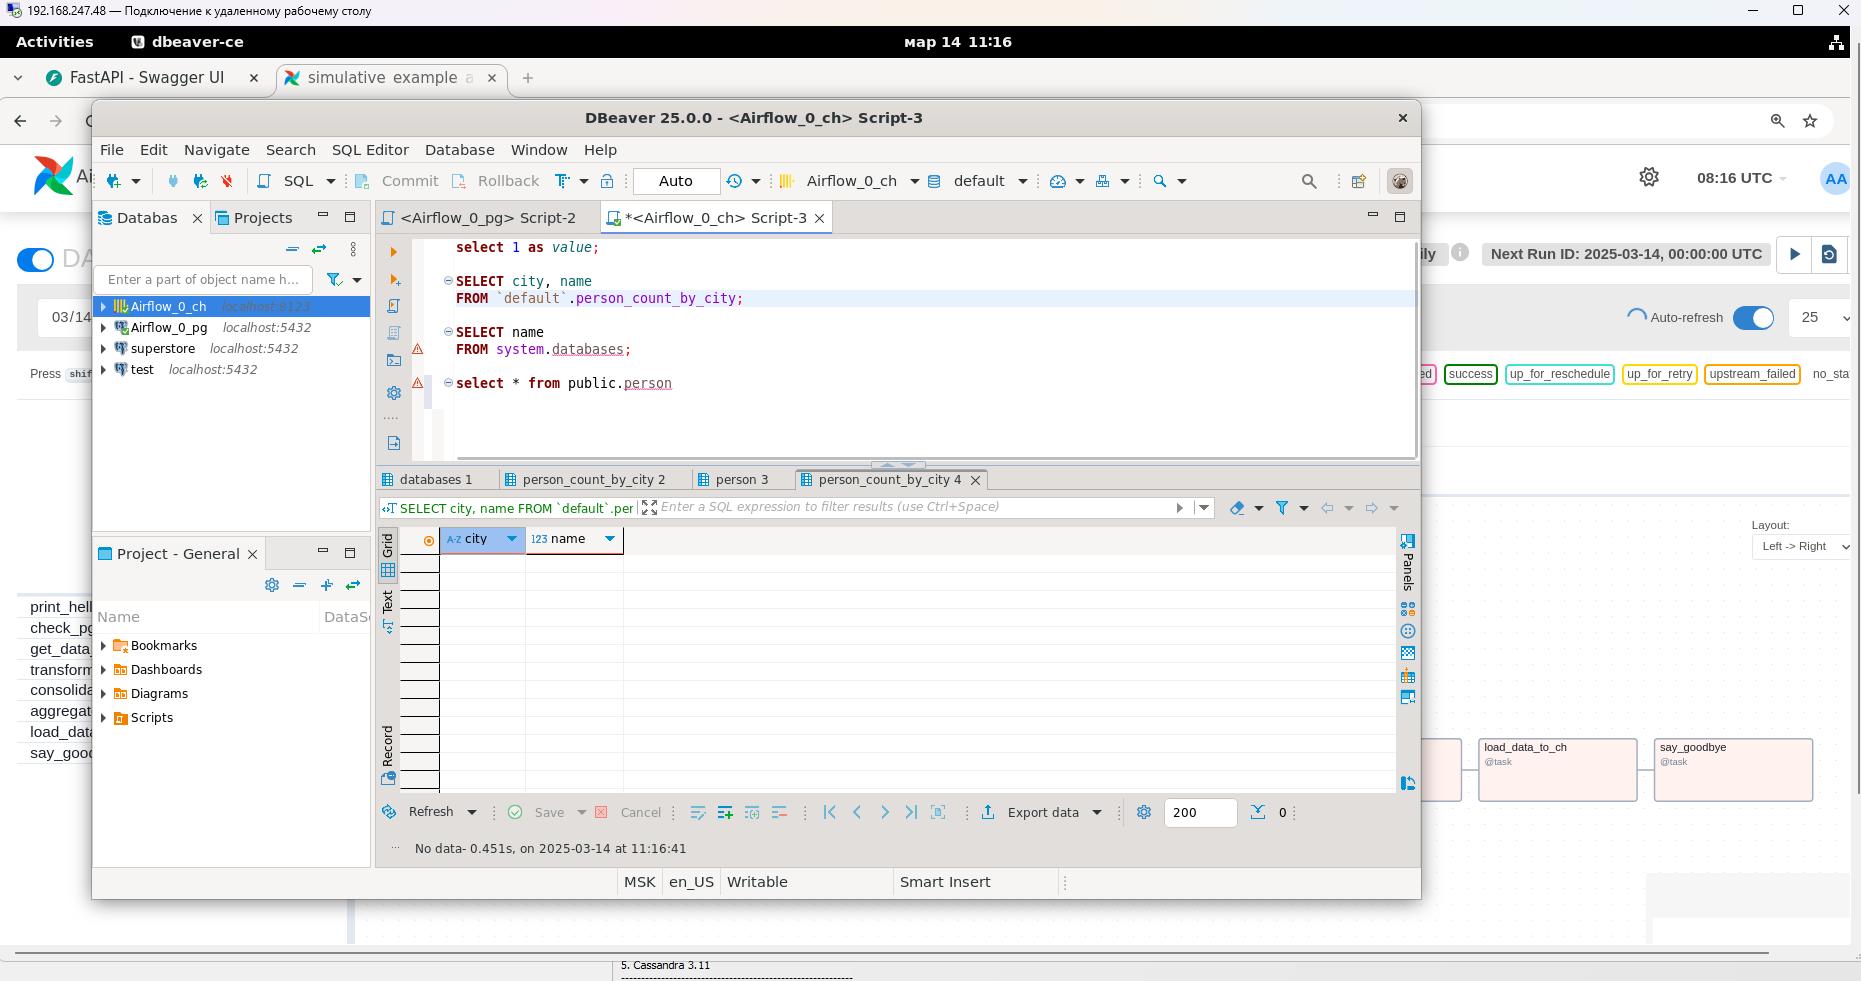 192.168.247.48 — Подключение к удаленному рабочему столу
Activities
dbeaver-ce
мар 14 11:16
FastAPI - Swagger UI
simulative example a
DBeaver 25.0.0 - <Airflow_0_ch> Script-3
File Edit Navigate Search SQL Editor Database Window Help
SQL
Commit
Rollback
Auto
Airflow_0_ch
default
08:16 UTC
AA
Databas
Projects
<Airflow_0_pg> Script-2
*<Airflow_0_ch> Script-3
Enter a part of object name h...
Airflow_0_ch localhost:8123
Airflow_0_pg localhost:5432
superstore localhost:5432
test localhost:5432
select 1 as value;
SELECT city, name
FROM `default`.person_count_by_city;
SELECT name
FROM system.databases;
select * from public.person
DA
ily
Next Run ID: 2025-03-14, 00:00:00 UTC
03/14
Auto-refresh
25
Press shif
ed
success
up_for_reschedule
up_for_retry
upstream_failed
no_sta
databases 1
person_count_by_city 2
person 3
person_count_by_city 4
SELECT city, name FROM `default`.per
Enter a SQL expression to filter results (use Ctrl+Space)
Grid
Text
Record
A-Z city
123 name
Panels
Layout:
Left -> Right
Project - General
Name
DataSo
Bookmarks
Dashboards
Diagrams
Scripts
print_hell
check_pg
get_data_
transform
consolida
aggregat
load_data
say_good
load_data_to_ch
@task
say_goodbye
@task
Refresh
Save
Cancel
Export data
200
0
No data- 0.451s, on 2025-03-14 at 11:16:41
MSK
en_US
Writable
Smart Insert
5. Cassandra 3.11